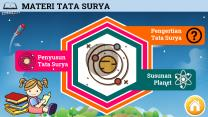 MATERI TATA SURYA
Pengertian
Tata Surya
?
Penyusun
Tata Surya
Susunan
Planet